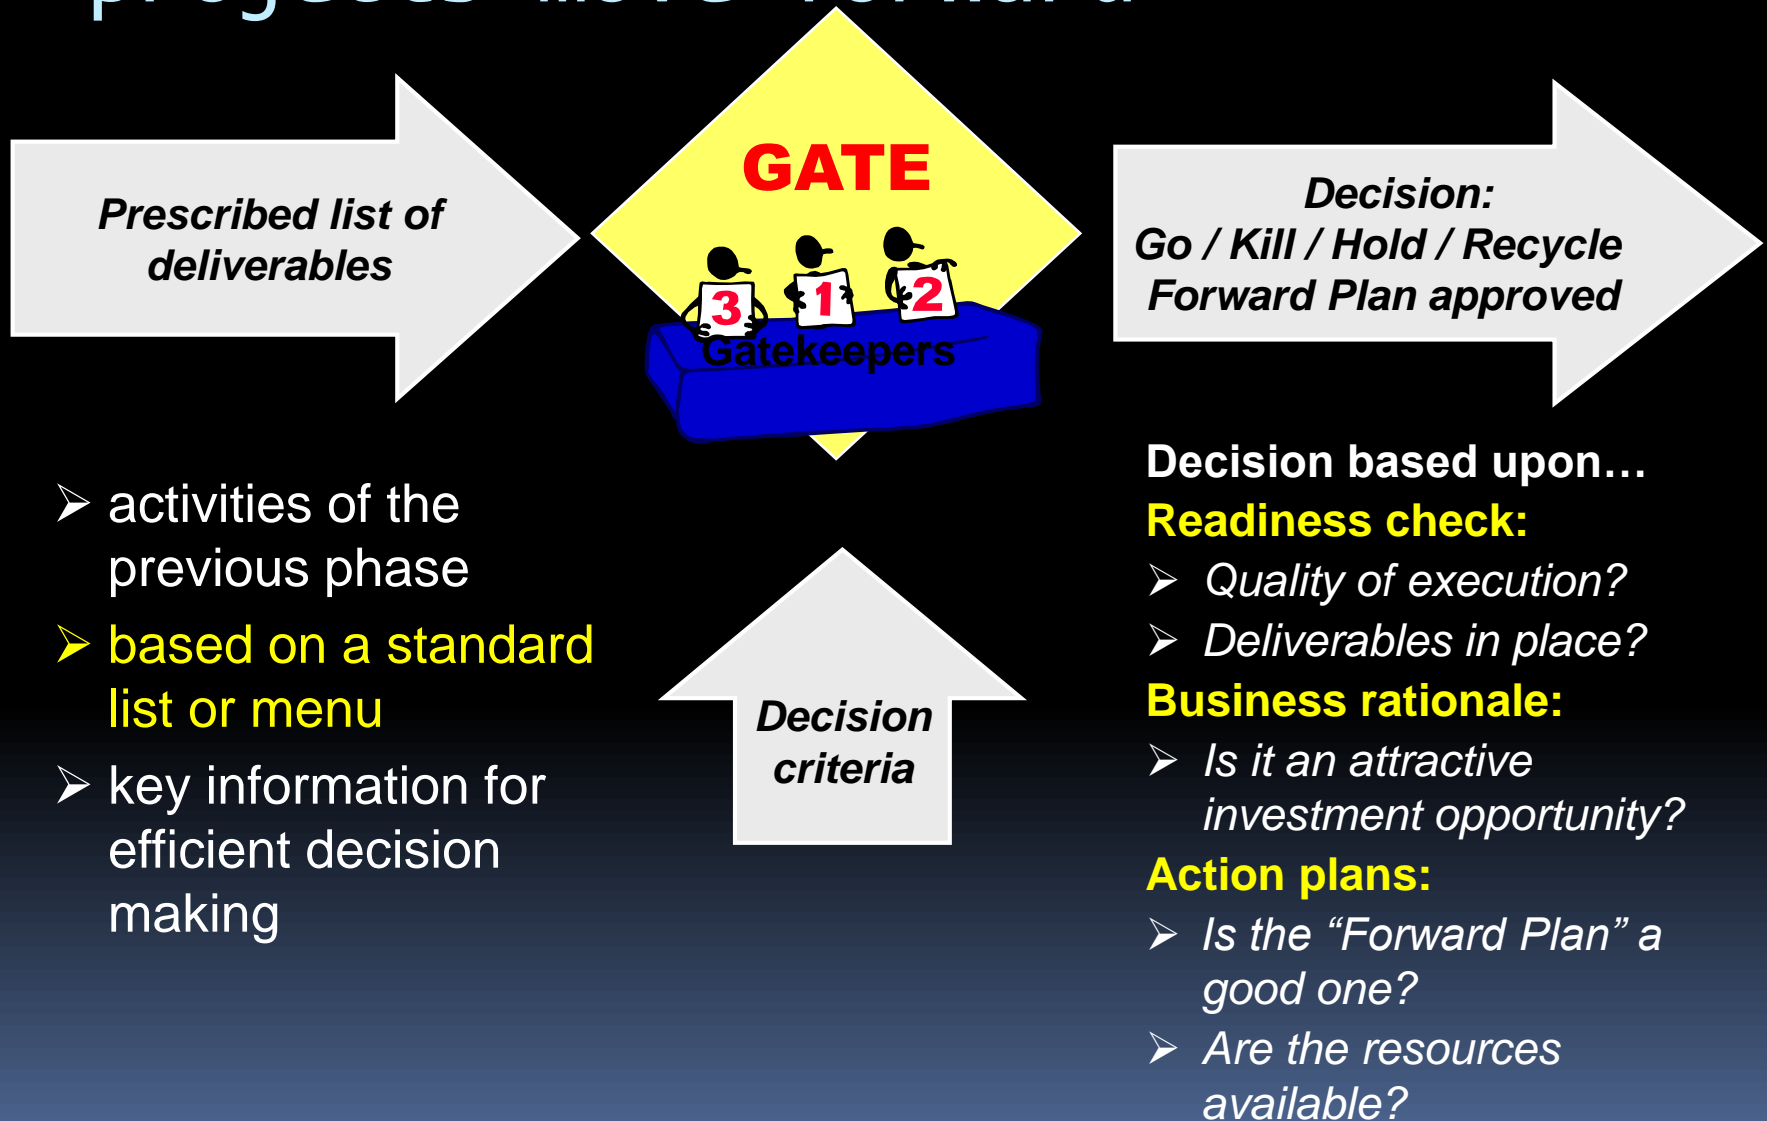 projects move forward
Prescribed list of
deliverables
GATE
3 1 2
Gatekeepers
Decision:
Go / Kill / Hold / Recycle
Forward Plan approved
➢ activities of the
previous phase
➢ based on a standard
list or menu
➢ key information for
efficient decision
making
Decision
criteria
Decision based upon…
Readiness check:
➢ Quality of execution?
➢ Deliverables in place?
Business rationale:
➢ Is it an attractive
investment opportunity?
Action plans:
➢ Is the “Forward Plan” a
good one?
➢ Are the resources
available?